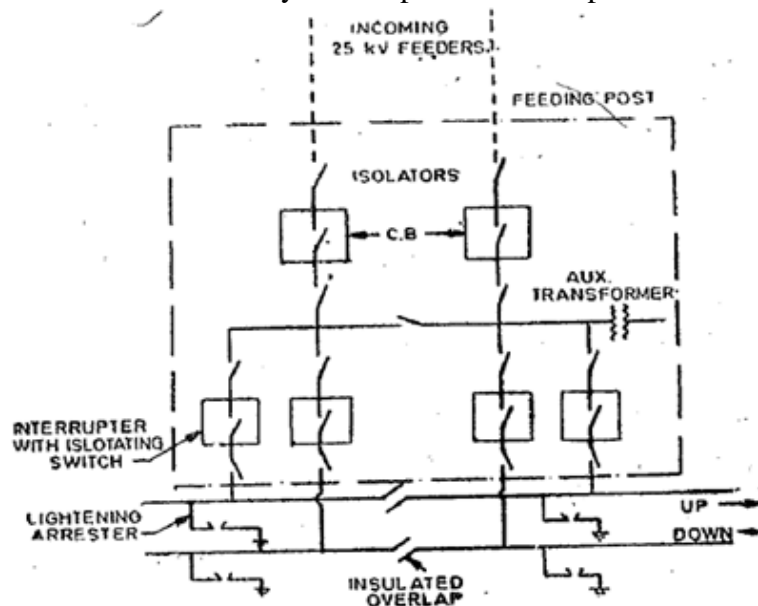 INCOMING
25 kV FEEDERS.
FEEDING POST
ISOLATORS
C.B
AUX.
TRANSFORMER
INTERRUPTER
WITH ISLOTATING
SWITCH
LIGHTENING
ARRESTER
UP
DOWN
INSULATED
OVERLAP